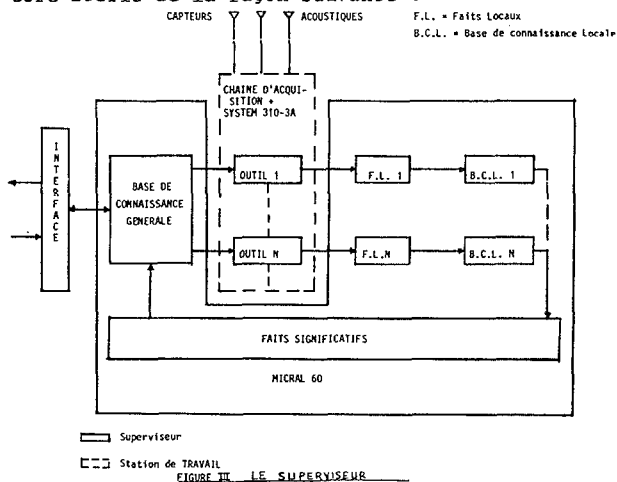 CAPTEURS ACOUSTIQUES
F.L. = Faits Locaux
B.C.L. = Base de connaissance Locale
CHAINE D'ACQUI-
SITION +
SYSTEM 310-3A
INTERFACE
BASE DE
CONNAISSANCE
GENERALE
OUTIL 1
F.L. 1
B.C.L. 1
OUTIL N
F.L.N
B.C.L. N
FAITS SIGNIFICATIFS
MICRAL 60
Superviseur
Station de TRAVAIL
FIGURE III LE SUPERVISEUR